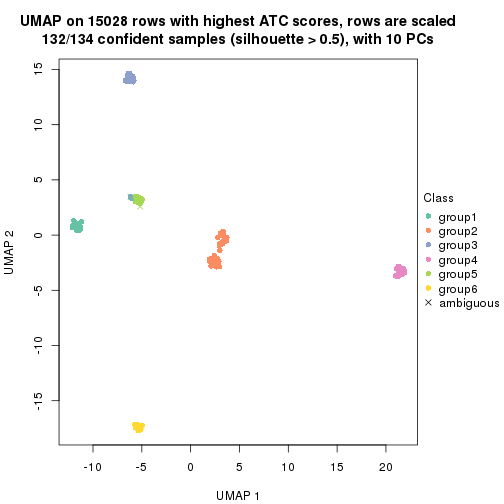 UMAP on 15028 rows with highest ATC scores, rows are scaled
132/134 confident samples (silhouette > 0.5), with 10 PCs
15
10
5
0
-5
-10
-15
UMAP 2
-10
-5
0
5
10
15
20
UMAP 1
Class
group1
group2
group3
group4
group5
group6
ambiguous